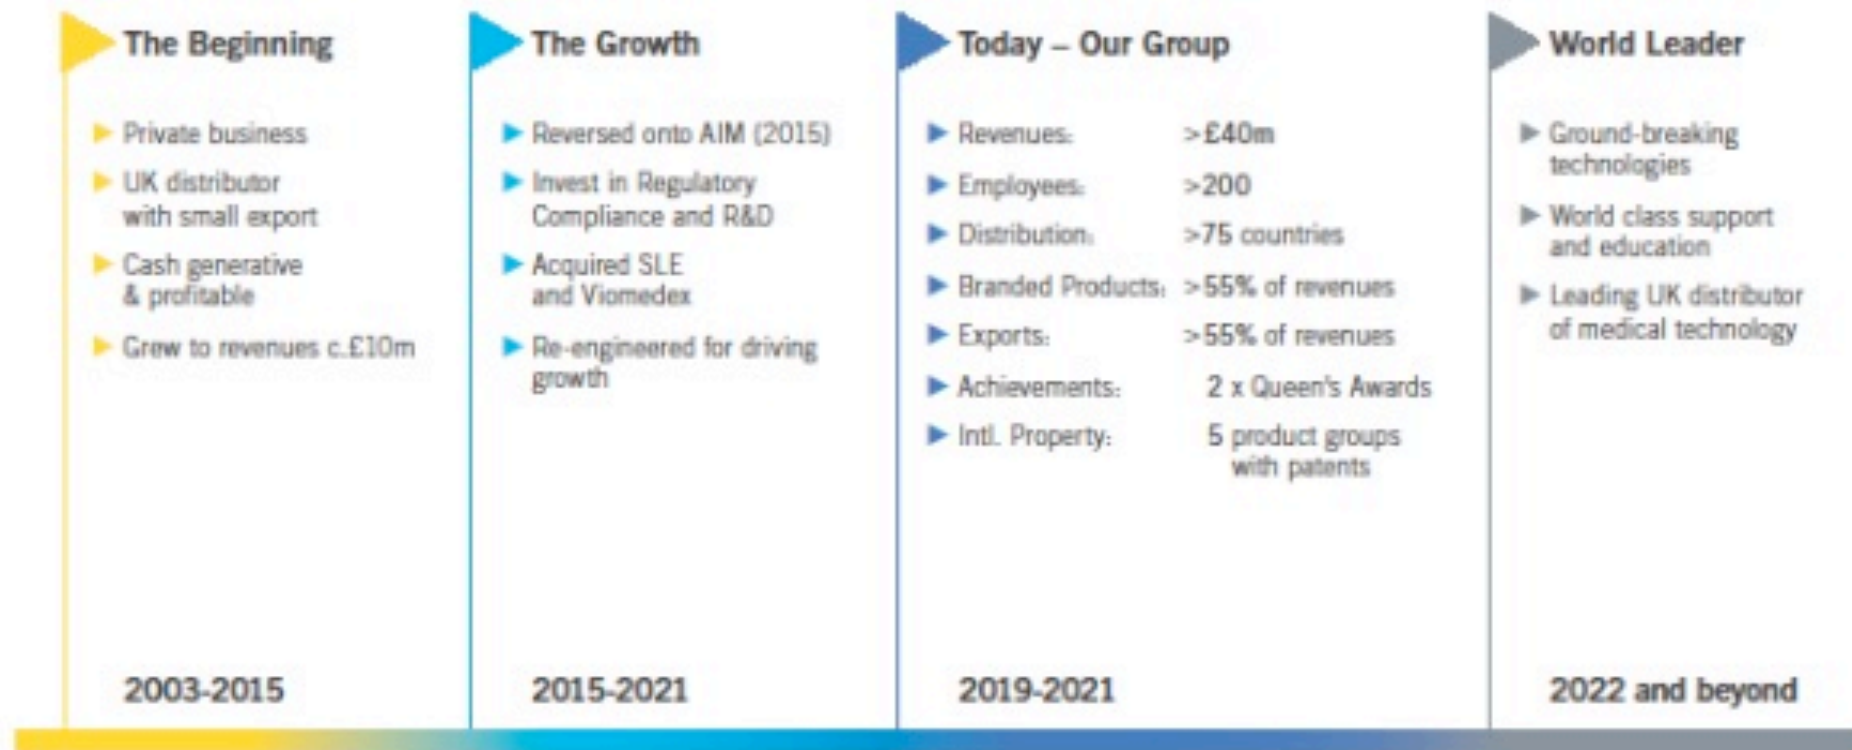 The Beginning
Private business
UK distributor
with small export
Cash generative
& profitable
Grew to revenues c.£10m
2003-2015
The Growth
Reversed onto AIM (2015)
Invest in Regulatory
Compliance and R&D
Acquired SLE
and Viomedex
Re-engineered for driving
growth
2015-2021
Today – Our Group
Revenues: >£40m
Employees: >200
Distribution: >75 countries
Branded Products: >55% of revenues
Exports: >55% of revenues
Achievements: 2 x Queen's Awards
Intl. Property: 5 product groups
with patents
2019-2021
World Leader
Ground-breaking
technologies
World class support
and education
Leading UK distributor
of medical technology
2022 and beyond